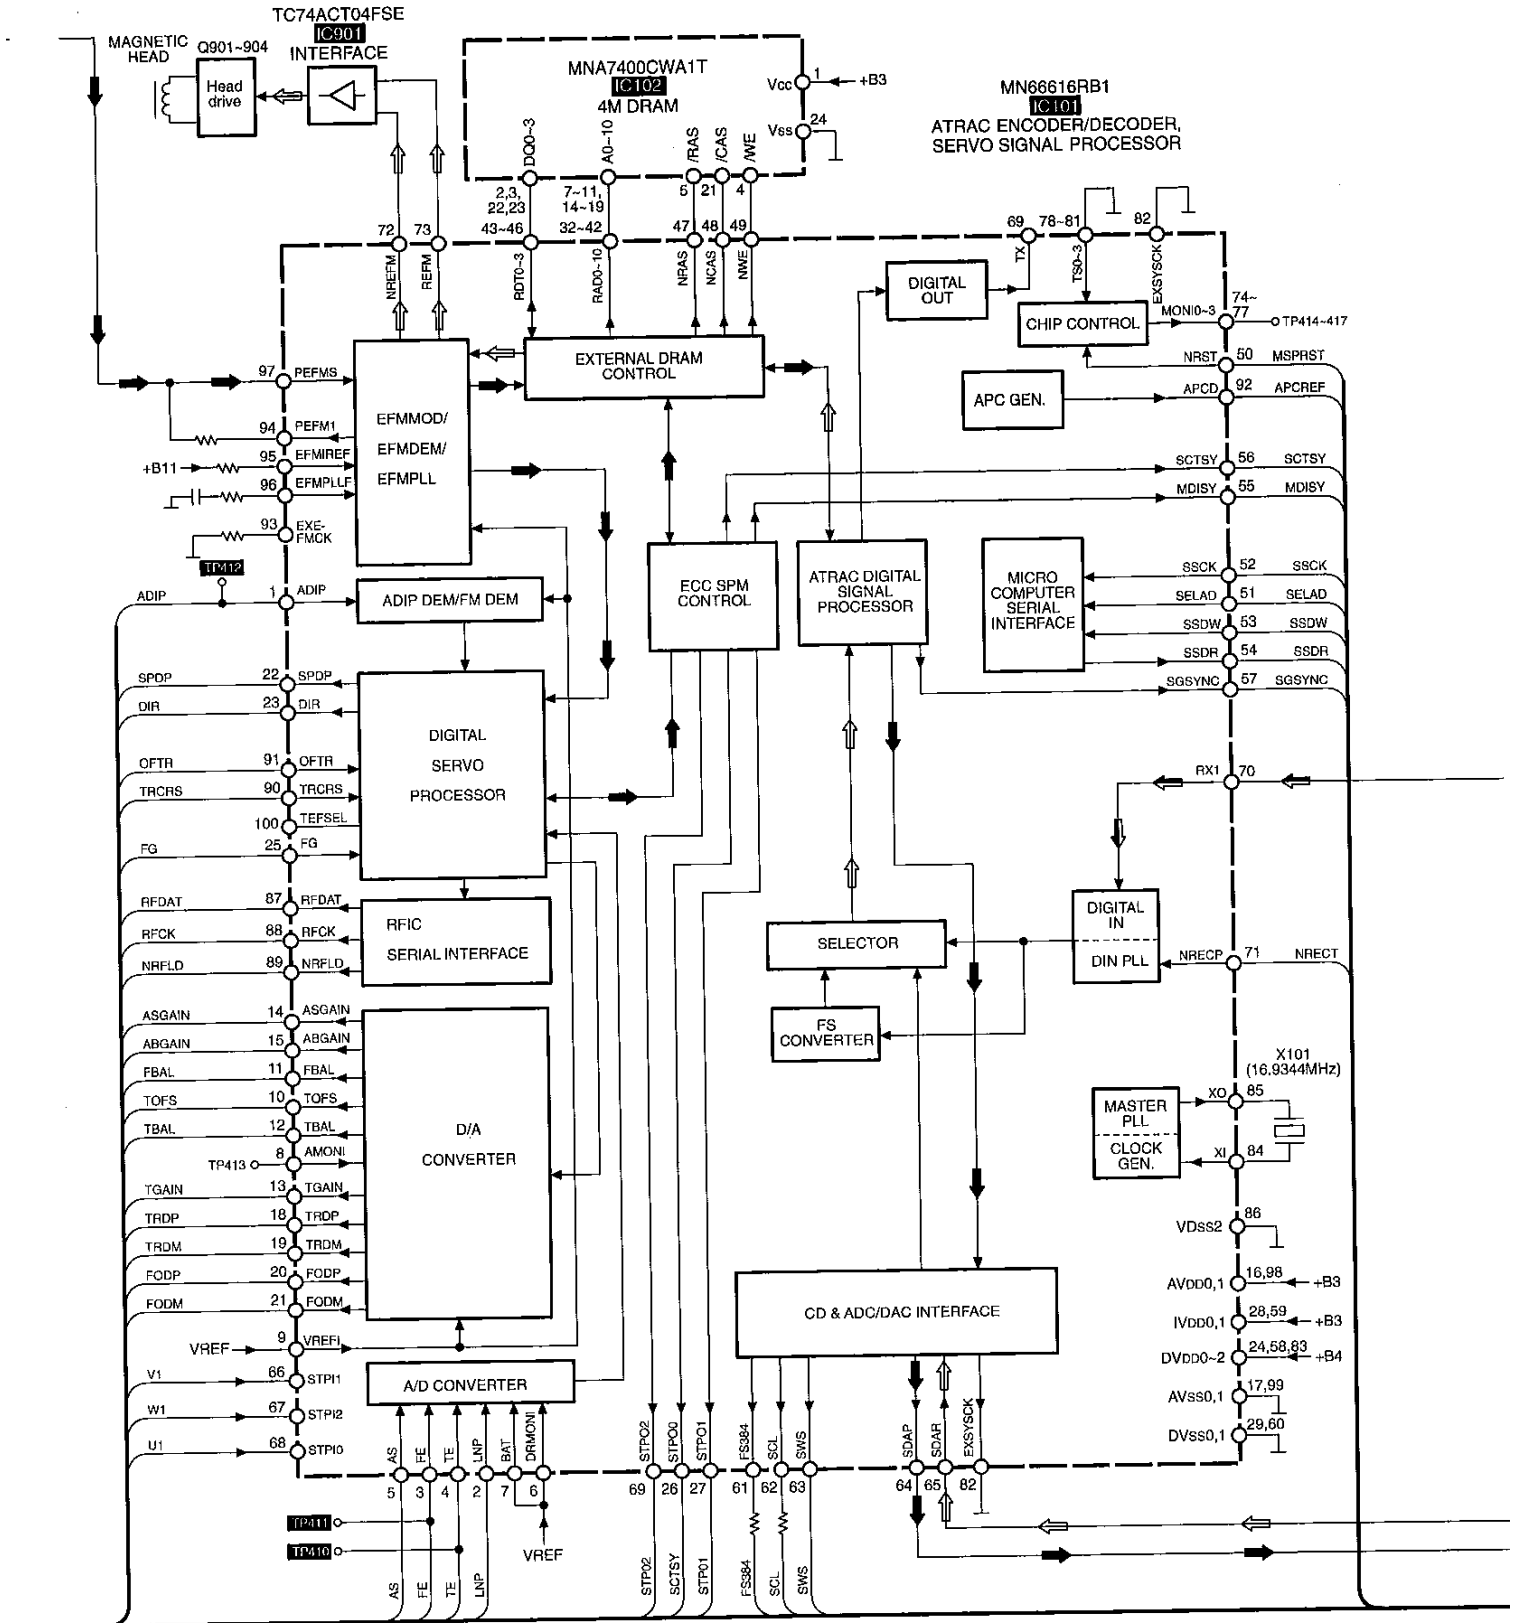 TC74ACT04FSE
IC901
INTERFACE
MAGNETIC
HEAD
Q901~904
Head
drive
MNA7400CWA1T
IC102
4M DRAM
Vcc
1
+B3
Vss
24
MN66616RB1
IC101
ATRAC ENCODER/DECODER,
SERVO SIGNAL PROCESSOR
DQ0~3
A0~10
/RAS
/CAS
/WE
2,3,
22,23
7~11,
14~19
5
21
4
72
73
43~46
32~42
47
48
49
69
78~81
82
NREFM
REFM
RDT0~3
RAD0~10
NRAS
NCAS
NWE
TX
TS0~3
EXSYSCK
DIGITAL
OUT
CHIP CONTROL
MONI0~3
74~
77
TP414~417
EXTERNAL DRAM
CONTROL
NRST
50
MSPRST
APC GEN.
APCD
92
APCREF
97
PEFMS
94
PEFM1
+B11
95
EFMIREF
96
EFMPLLF
93
EXE-
FMCK
EFMMOD/
EFMDEM/
EFMPLL
SCTSY
56
SCTSY
MDISY
55
MDISY
TP412
ADIP
1
ADIP
ADIP DEM/FM DEM
ECC SPM
CONTROL
ATRAC DIGITAL
SIGNAL
PROCESSOR
MICRO
COMPUTER
SERIAL
INTERFACE
SSCK
52
SSCK
SELAD
51
SELAD
SSDW
53
SSDW
SSDR
54
SSDR
SGSYNC
57
SGSYNC
SPDP
22
SPDP
DIR
23
DIR
OFTR
91
OFTR
TRCRS
90
TRCRS
100
TEFSEL
FG
25
FG
DIGITAL
SERVO
PROCESSOR
RX1
70
RFDAT
87
RFDAT
RFCK
88
RFCK
NRFLD
89
NRFLD
RFIC
SERIAL INTERFACE
SELECTOR
DIGITAL
IN
DIN PLL
NRECP
71
NRECT
FS
CONVERTER
ASGAIN
14
ASGAIN
ABGAIN
15
ABGAIN
FBAL
11
FBAL
TOFS
10
TOFS
TBAL
12
TBAL
TP413
8
AMONI
TGAIN
13
TGAIN
TRDP
18
TRDP
TRDM
19
TRDM
FODP
20
FODP
FODM
21
FODM
VREF
9
VREFI
D/A
CONVERTER
X101
(16.9344MHz)
MASTER
PLL
CLOCK
GEN.
XO
85
XI
84
VDSS2
86
AVDD0,1
16,98
+B3
IVDD0,1
28,59
+B3
DVDD0~2
24,58,83
+B4
AVSS0,1
17,99
DVSS0,1
29,60
CD & ADC/DAC INTERFACE
A/D CONVERTER
V1
66
STPI1
W1
67
STPI2
U1
68
STPI0
AS
FE
TE
LNP
BAT
DRMONI
STPO2
STPO0
STPO1
FS384
SCL
SWS
SDAP
SDAR
EXSYSCK
5
3
4
2
7
6
69
26
27
61
62
63
64
65
82
TP411
TP410
VREF
AS
FE
TE
LNP
STP02
SCTSY
STP01
FS384
SCL
SWS